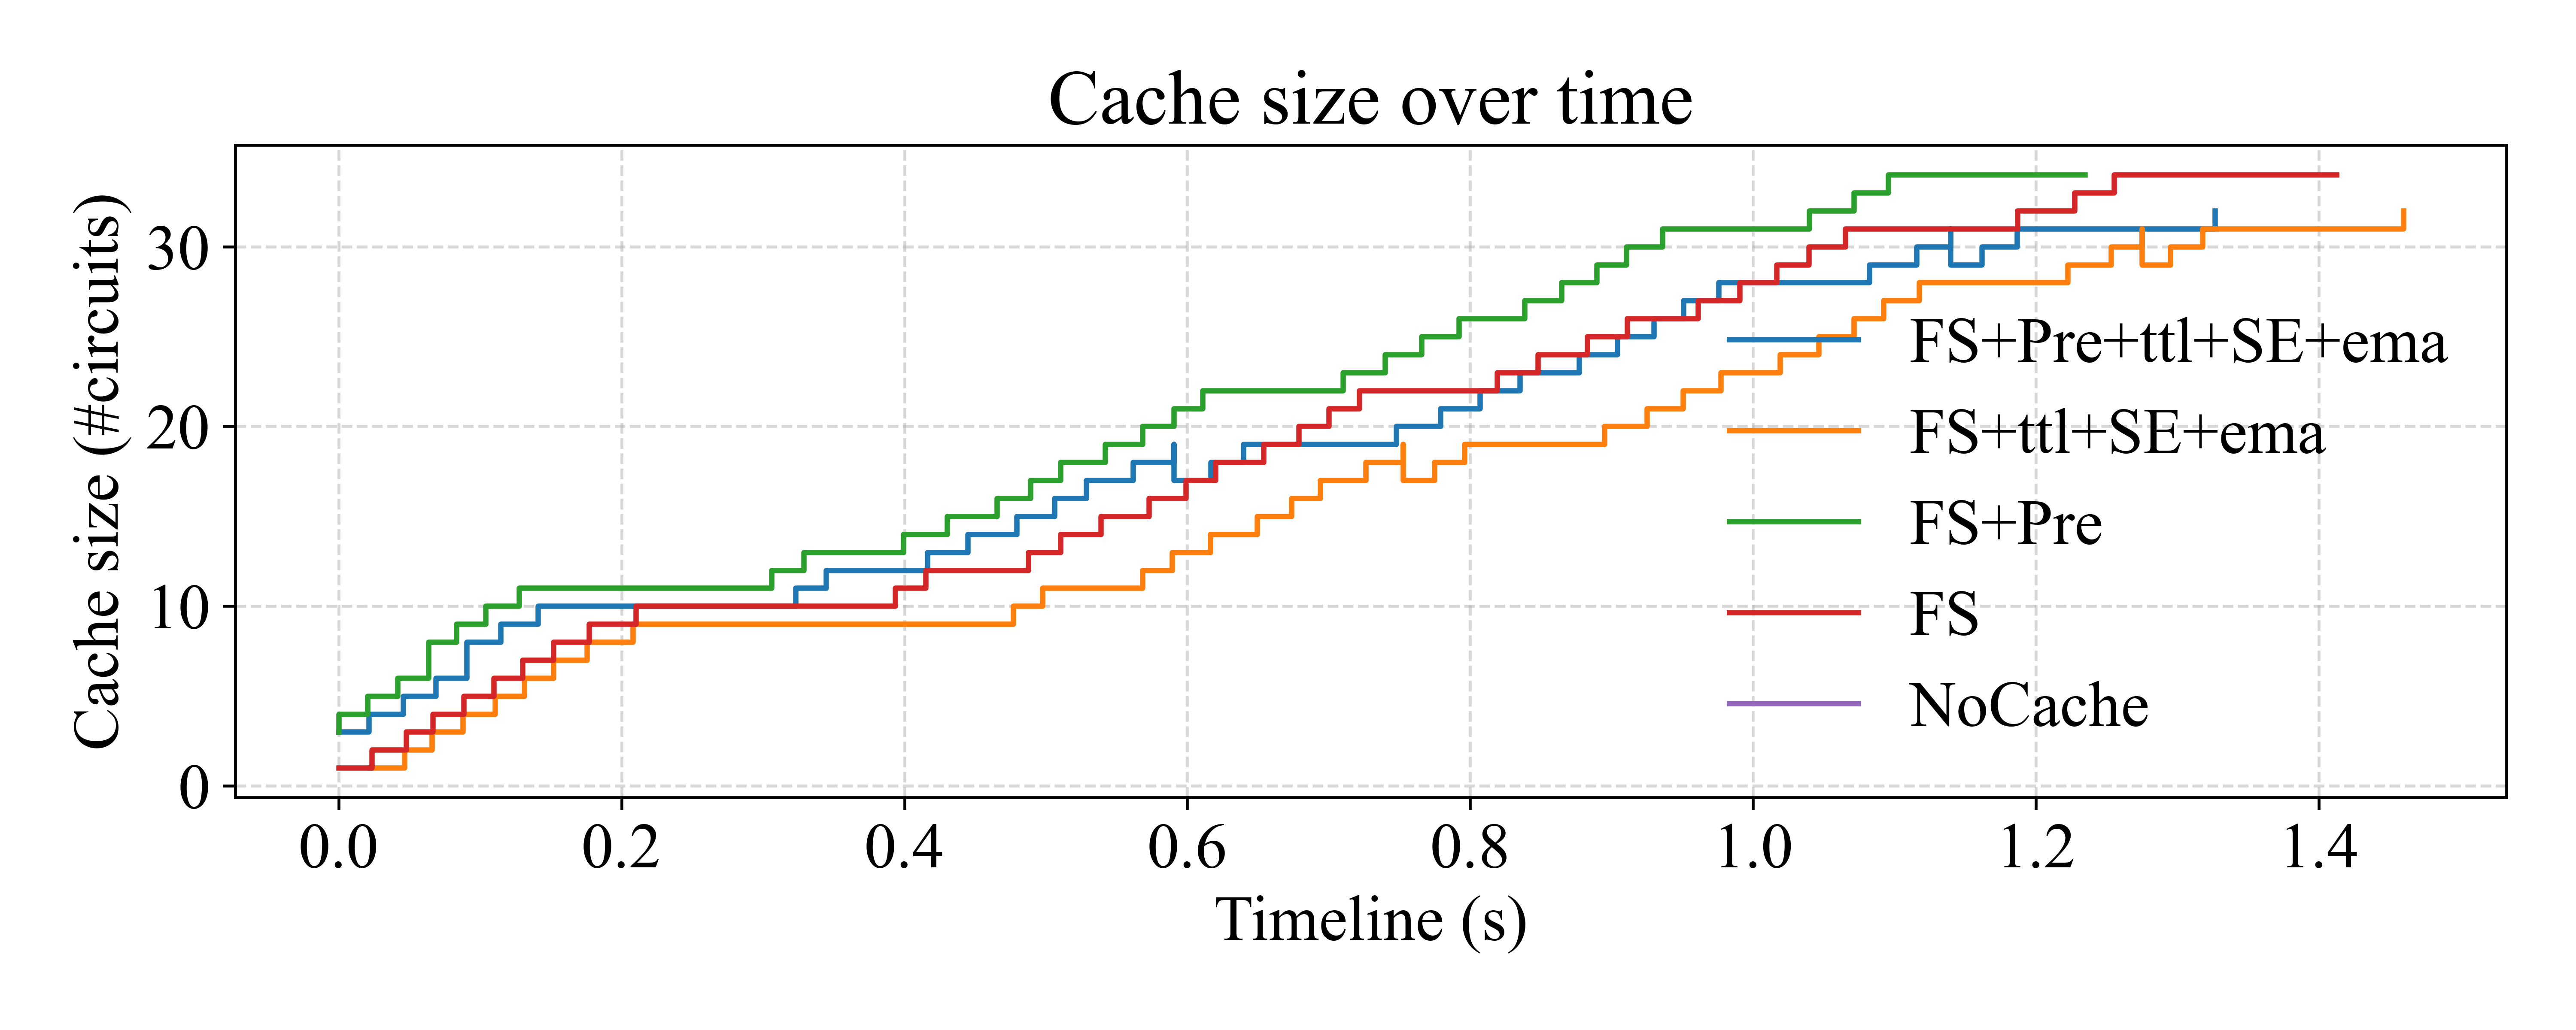 Cache size over time
Cache size (#circuits)
30
20
10
0
FS+Pre+ttl+SE+ema
FS+ttl+SE+ema
FS+Pre
FS
NoCache
0.0 0.2 0.4 0.6 0.8 1.0 1.2 1.4
Timeline (s)